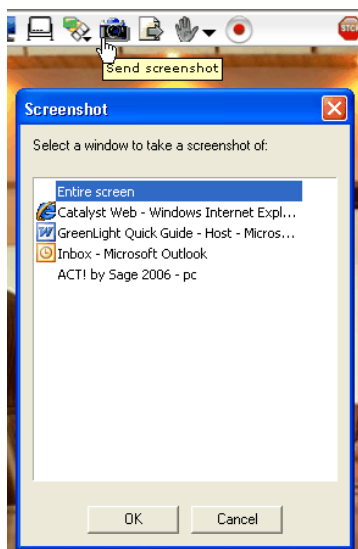 STOP
Send screenshot
Screenshot
Select a window to take a screenshot of:
Entire screen
Catalyst Web - Windows Internet Expl...
GreenLight Quick Guide - Host - Micros...
Inbox - Microsoft Outlook
ACT! by Sage 2006 - pc
OK
Cancel